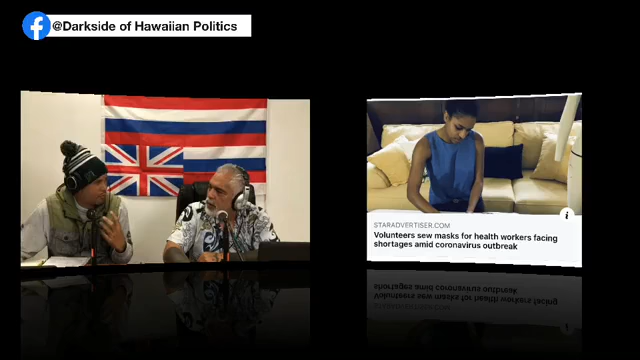 @Darkside of Hawaiian Politics
STARADVERTISER.COM
Volunteers sew masks for health workers facing
shortages amid coronavirus outbreak